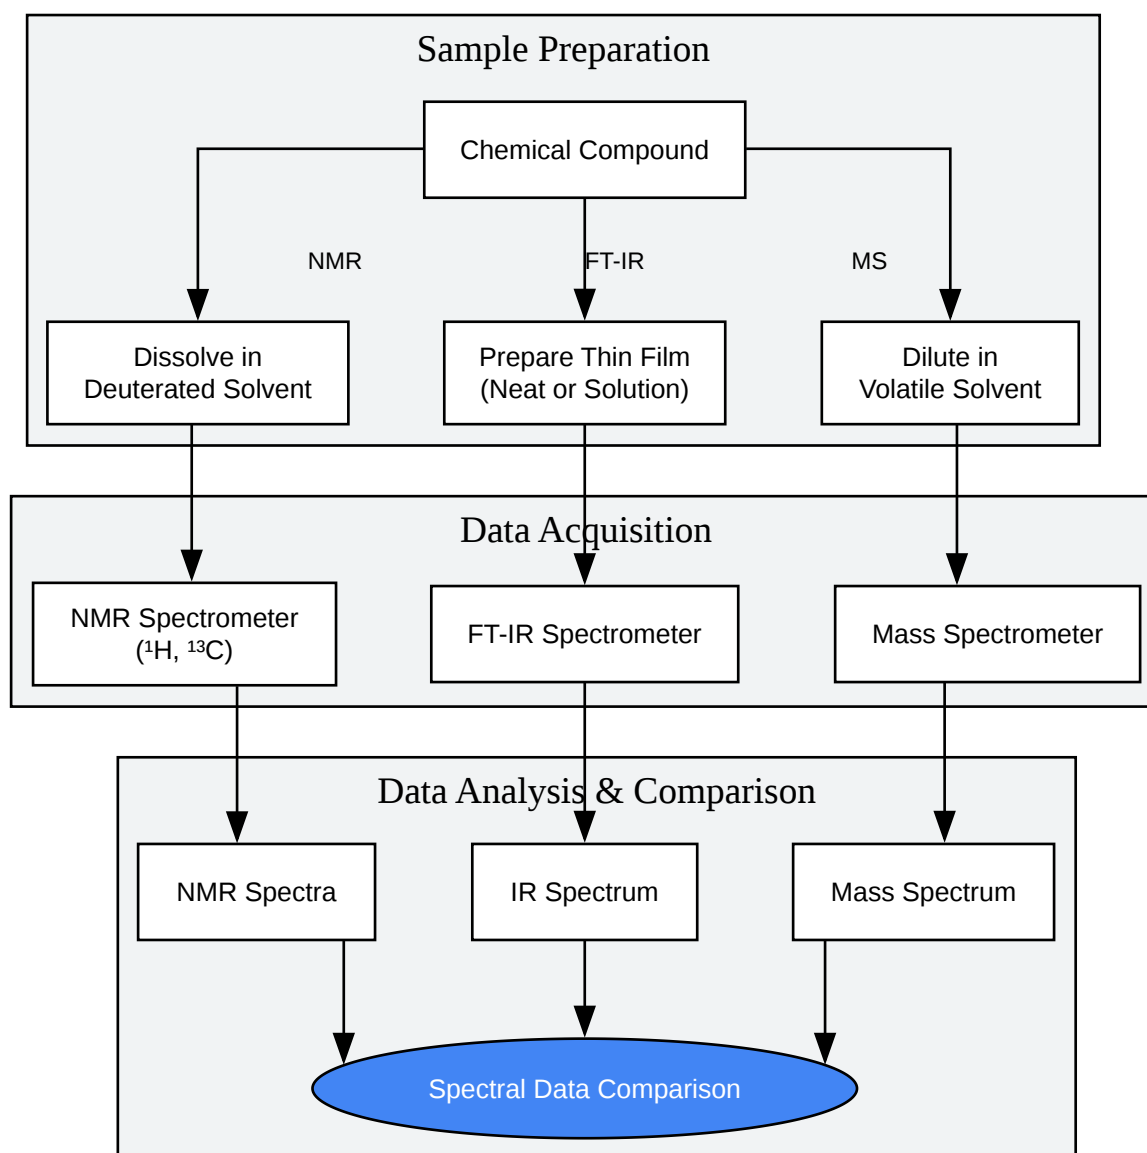 Sample Preparation
Chemical Compound
NMR
FT-IR
MS
Dissolve in
Deuterated Solvent
Prepare Thin Film
(Neat or Solution)
Dilute in
Volatile Solvent
Data Acquisition
NMR Spectrometer
(¹H, ¹³C)
FT-IR Spectrometer
Mass Spectrometer
Data Analysis & Comparison
NMR Spectra
IR Spectrum
Mass Spectrum
Spectral Data Comparison